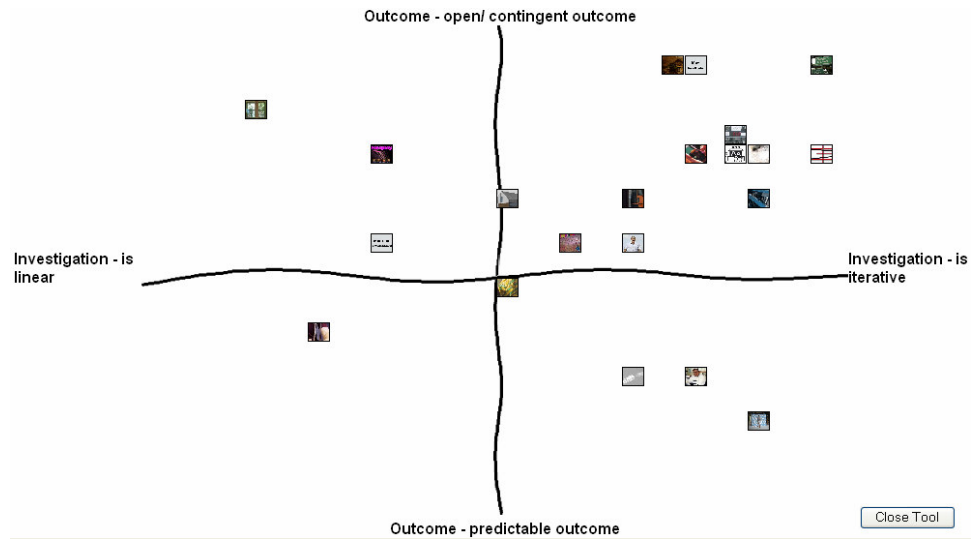 Outcome - open/ contingent outcome
Investigation - is
linear
Investigation - is
iterative
Close Tool
Outcome - predictable outcome